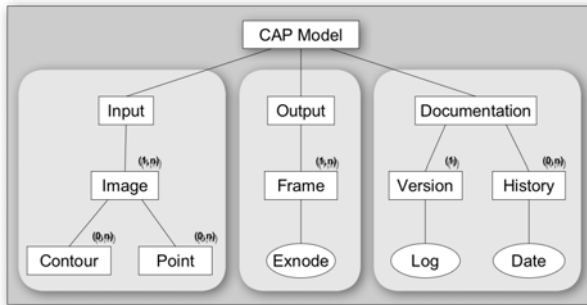 CAP Model
Input
Output
Documentation
(1,n)
(1,n)
(1)
(0,n)
Image
Frame
Version
History
(0,n)
(0,n)
Contour
Point
Exnode
Log
Date